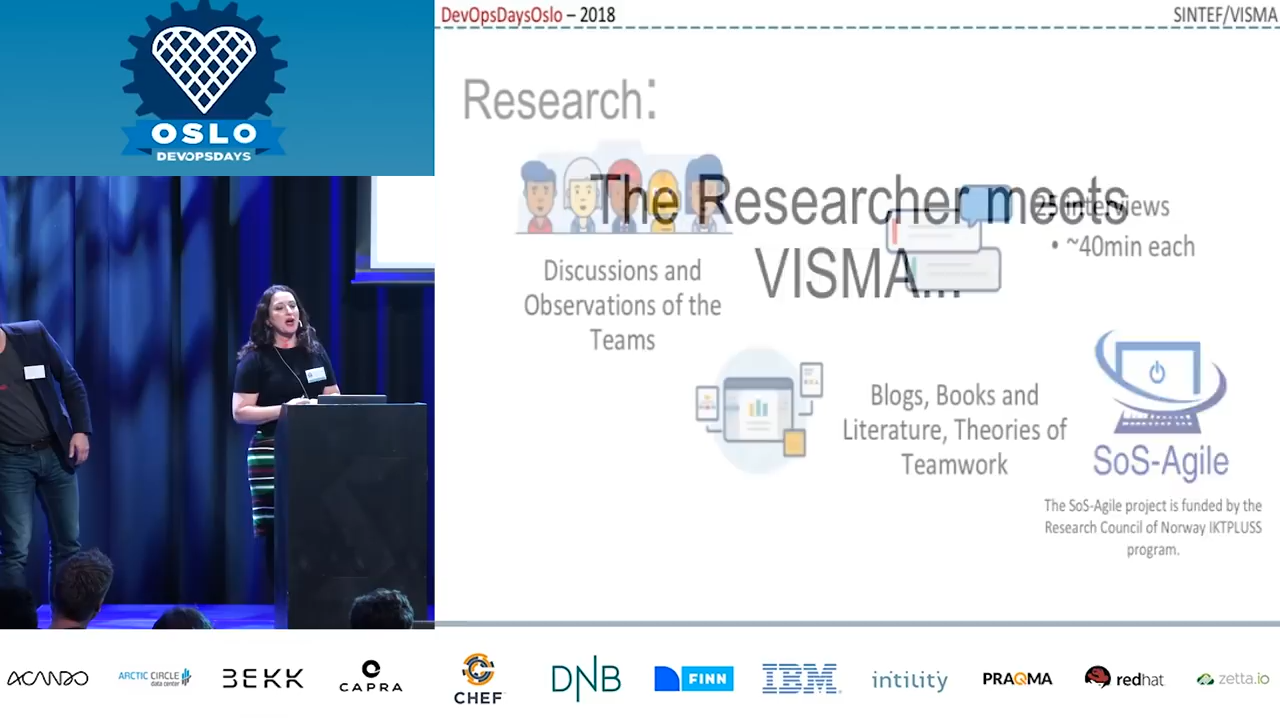 OSLO
DEVOPSDAYS
DevOpsDaysOslo – 2018
SINTEF/VISMA
Research:
The Researcher meets
VISMA...
Discussions and
Observations of the
Teams
25 interviews
• ~40min each
Blogs, Books and
Literature, Theories of
Teamwork
SoS-Agile
The SoS-Agile project is funded by the
Research Council of Norway IKTPLUSS
program.
ACANDO
ARCTIC CIRCLE
data center
BEKK
CAPRA
CHEF
DNB
FINN
IBM
intility
PRAQMA
redhat
zetta.io